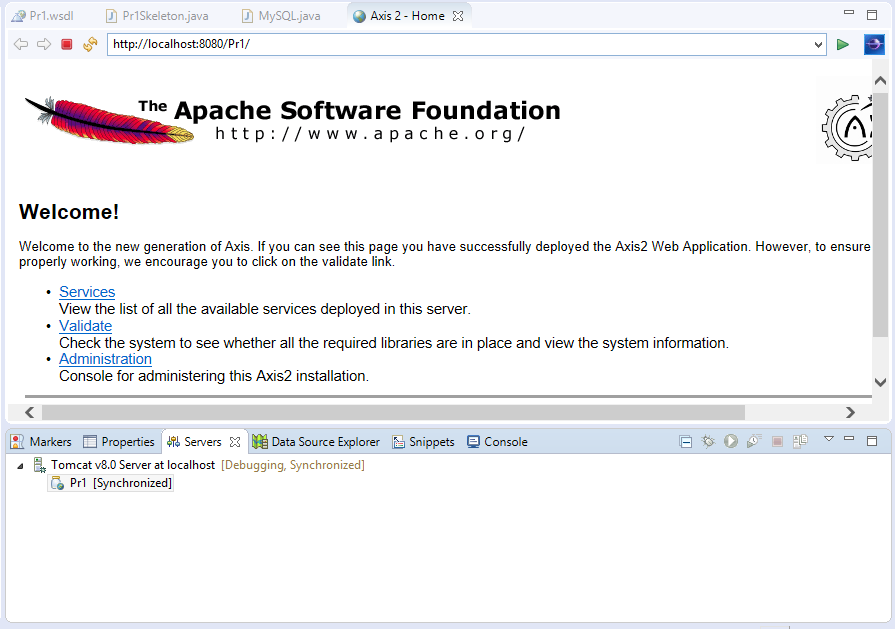 Pr1.wsdl Pr1Skeleton.java MySQL.java Axis 2 - Home
http://localhost:8080/Pr1/
The Apache Software Foundation
http://www.apache.org/
Welcome!
Welcome to the new generation of Axis. If you can see this page you have successfully deployed the Axis2 Web Application. However, to ensure
properly working, we encourage you to click on the validate link.
• Services
View the list of all the available services deployed in this server.
• Validate
Check the system to see whether all the required libraries are in place and view the system information.
• Administration
Console for administering this Axis2 installation.
Markers Properties Servers Data Source Explorer Snippets Console
Tomcat v8.0 Server at localhost [Debugging, Synchronized]
Pr1 [Synchronized]